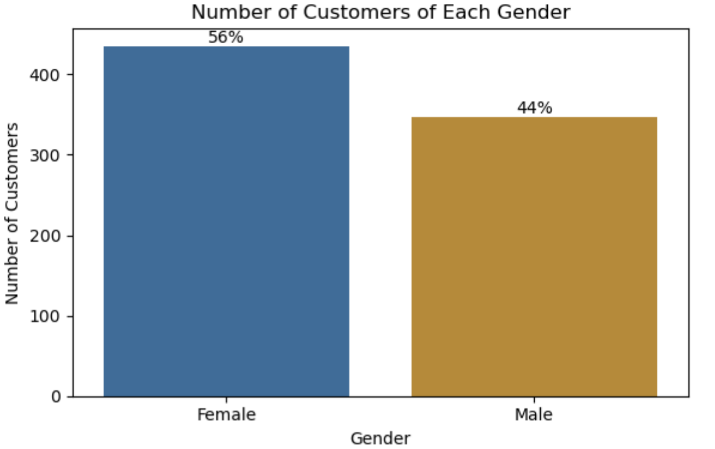 Number of Customers of Each Gender
56%
44%
400
300
200
100
0
Number of Customers
Female
Male
Gender